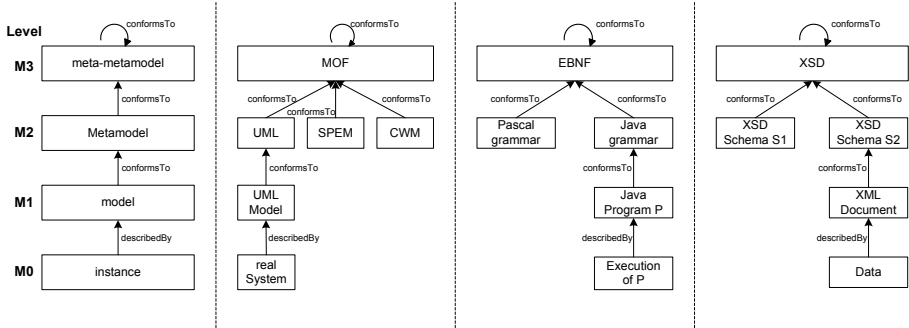 conformsTo
conformsTo
conformsTo
conformsTo
Level
M3
meta-metamodel
MOF
EBNF
XSD
conformsTo
conformsTo
conformsTo
conformsTo
conformsTo
conformsTo
conformsTo
conformsTo
M2
Metamodel
UML
SPEM
CWM
Pascal
grammar
Java
grammar
XSD
Schema S1
XSD
Schema S2
conformsTo
conformsTo
conformsTo
conformsTo
M1
model
UML
Model
Java
Program P
XML
Document
describedBy
describedBy
describedBy
describedBy
M0
instance
real
System
Execution
of P
Data